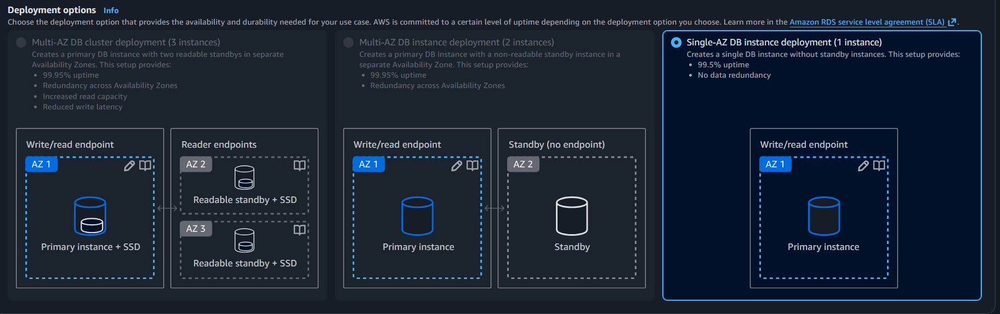 Deployment options Info
Choose the deployment option that provides the availability and durability needed for your use case. AWS is committed to a certain level of uptime depending on the deployment option you choose. Learn more in the Amazon RDS service level agreement (SLA).
Multi-AZ DB cluster deployment (3 instances)
Creates a primary DB instance with two readable standbys in separate
Availability Zones. This setup provides:
• 99.95% uptime
• Redundancy across Availability Zones
• Increased read capacity
• Reduced write latency
Write/read endpoint
AZ 1
Primary instance + SSD
Reader endpoints
AZ 2
Readable standby + SSD
AZ 3
Readable standby + SSD
Multi-AZ DB instance deployment (2 instances)
Creates a primary DB instance with a non-readable standby instance in a
separate Availability Zone. This setup provides:
• 99.95% uptime
• Redundancy across Availability Zones
Write/read endpoint
AZ 1
Primary instance
Standby (no endpoint)
AZ 2
Standby
Single-AZ DB instance deployment (1 instance)
Creates a single DB instance without standby instances. This setup provides:
• 99.5% uptime
• No data redundancy
Write/read endpoint
AZ 1
Primary instance